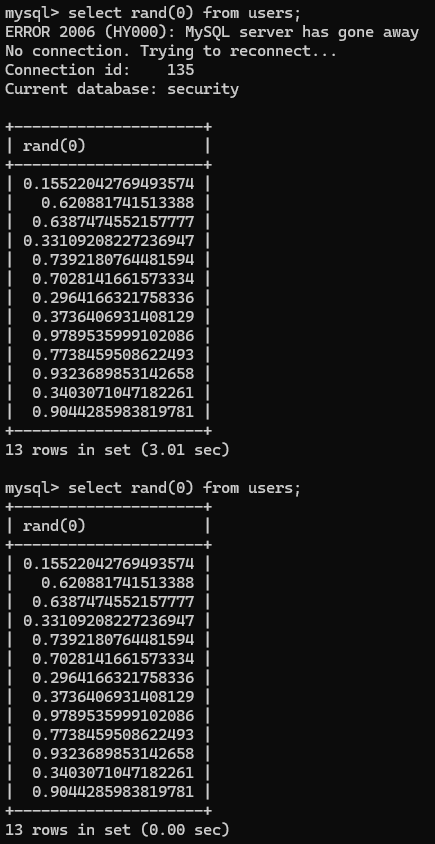 mysql> select rand(0) from users;
ERROR 2006 (HY000): MySQL server has gone away
No connection. Trying to reconnect...
Connection id:    135
Current database: security

+---------------------+
| rand(0)             |
+---------------------+
| 0.15522042769493574 |
|   0.620881741513388 |
|  0.6387474552157777 |
| 0.33109208227236947 |
|  0.7392180764481594 |
|  0.7028141661573334 |
|  0.2964166321758336 |
|  0.3736406931408129 |
|  0.9789535999102086 |
|  0.7738459508622493 |
|  0.9323689853142658 |
|  0.3403071047182261 |
|  0.9044285983819781 |
+---------------------+
13 rows in set (3.01 sec)

mysql> select rand(0) from users;
+---------------------+
| rand(0)             |
+---------------------+
| 0.15522042769493574 |
|   0.620881741513388 |
|  0.6387474552157777 |
| 0.33109208227236947 |
|  0.7392180764481594 |
|  0.7028141661573334 |
|  0.2964166321758336 |
|  0.3736406931408129 |
|  0.9789535999102086 |
|  0.7738459508622493 |
|  0.9323689853142658 |
|  0.3403071047182261 |
|  0.9044285983819781 |
+---------------------+
13 rows in set (0.00 sec)